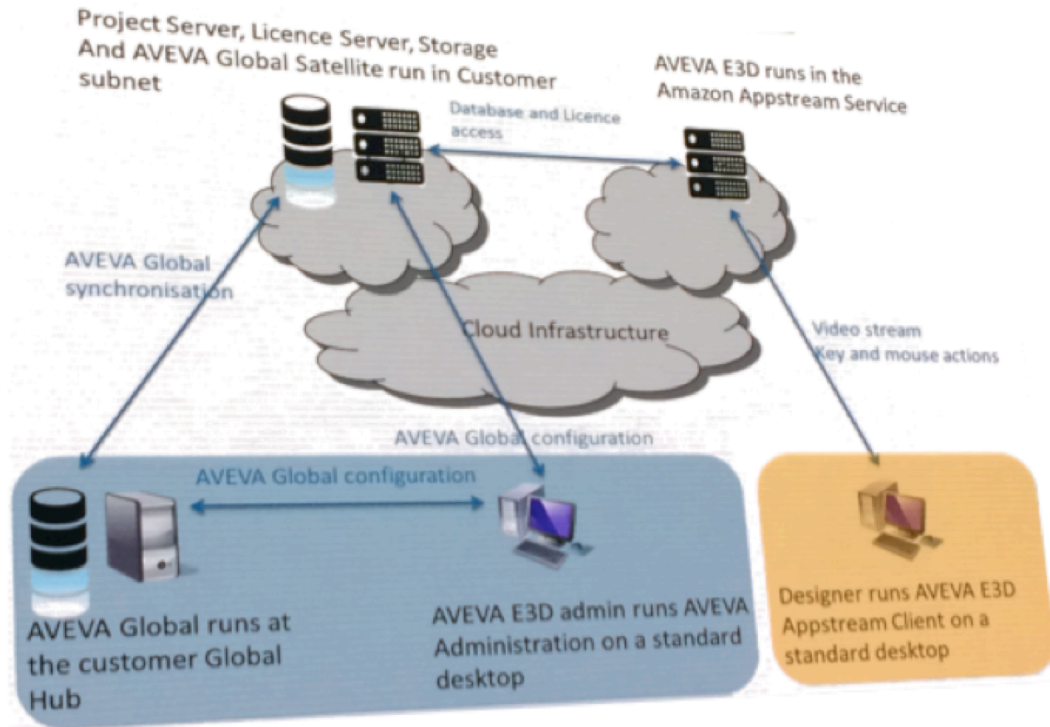 Project Server, Licence Server, Storage
And AVEVA Global Satellite run in Customer
subnet
AVEVA E3D runs in the
Amazon Appstream Service
Database and Licence
access
AVEVA Global
synchronisation
Cloud Infrastructure
Video stream
Key and mouse actions
AVEVA Global configuration
AVEVA Global configuration
AVEVA Global runs at
the customer Global
Hub
AVEVA E3D admin runs AVEVA
Administration on a standard
desktop
Designer runs AVEVA E3D
Appstream Client on a
standard desktop